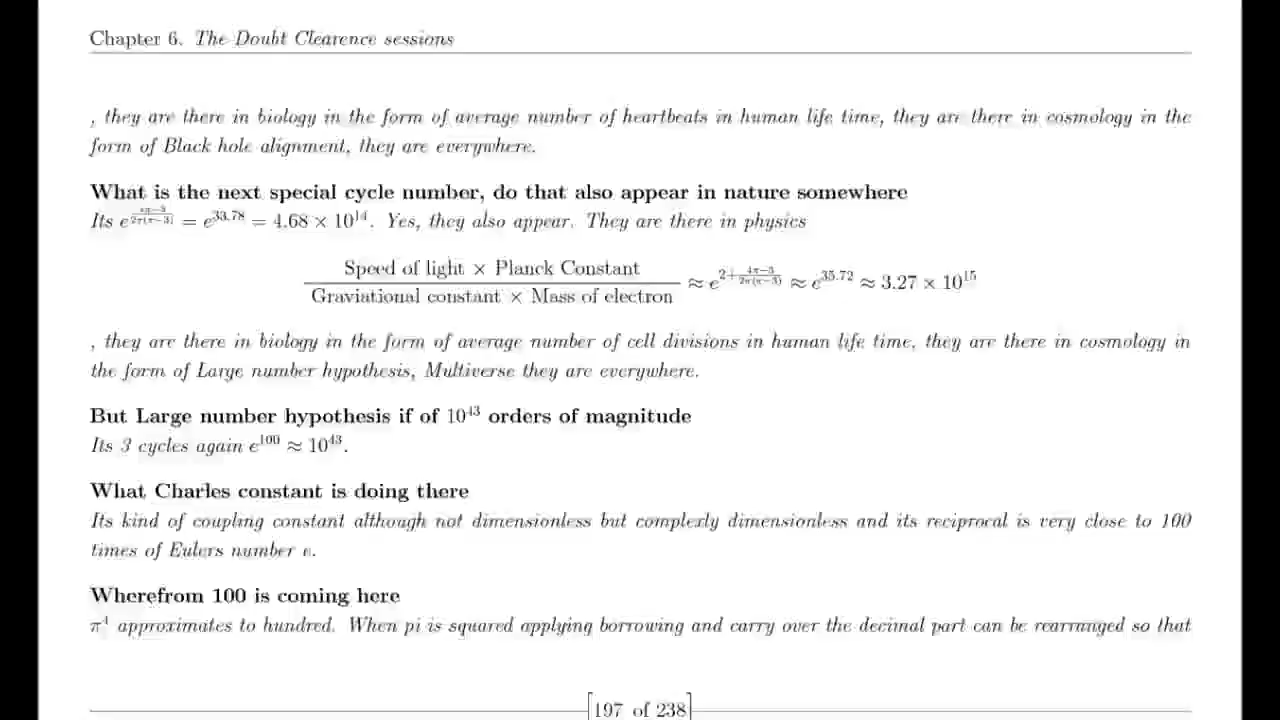 Chapter 6. The Doubt Clearence sessions
, they are there in biology in the form of average number of heartbeats in human life time, they are there in cosmology in the
form of Black hole alignment, they are everywhere.
What is the next special cycle number, do that also appear in nature somewhere
Its e 2π(π−3) = e^33.78 = 4.68 × 10^14. Yes, they also appear. They are there in physics
Speed of light × Planck Constant
≈ e^2+ 4π−3 / 2π(π−3) ≈ e^35.72 ≈ 3.27 × 10^15
Graviational constant × Mass of electron
, they are there in biology in the form of average number of cell divisions in human life time, they are there in cosmology in
the form of Large number hypothesis, Multiverse they are everywhere.
But Large number hypothesis if of 10^43 orders of magnitude
Its 3 cycles again e^100 ≈ 10^43.
What Charles constant is doing there
Its kind of coupling constant although not dimensionless but complexly dimensionless and its reciprocal is very close to 100
times of Eulers number e.
Wherefrom 100 is coming here
π^4 approximates to hundred. When pi is squared applying borrowing and carry over the decimal part can be rearranged so that
[197 of 238]